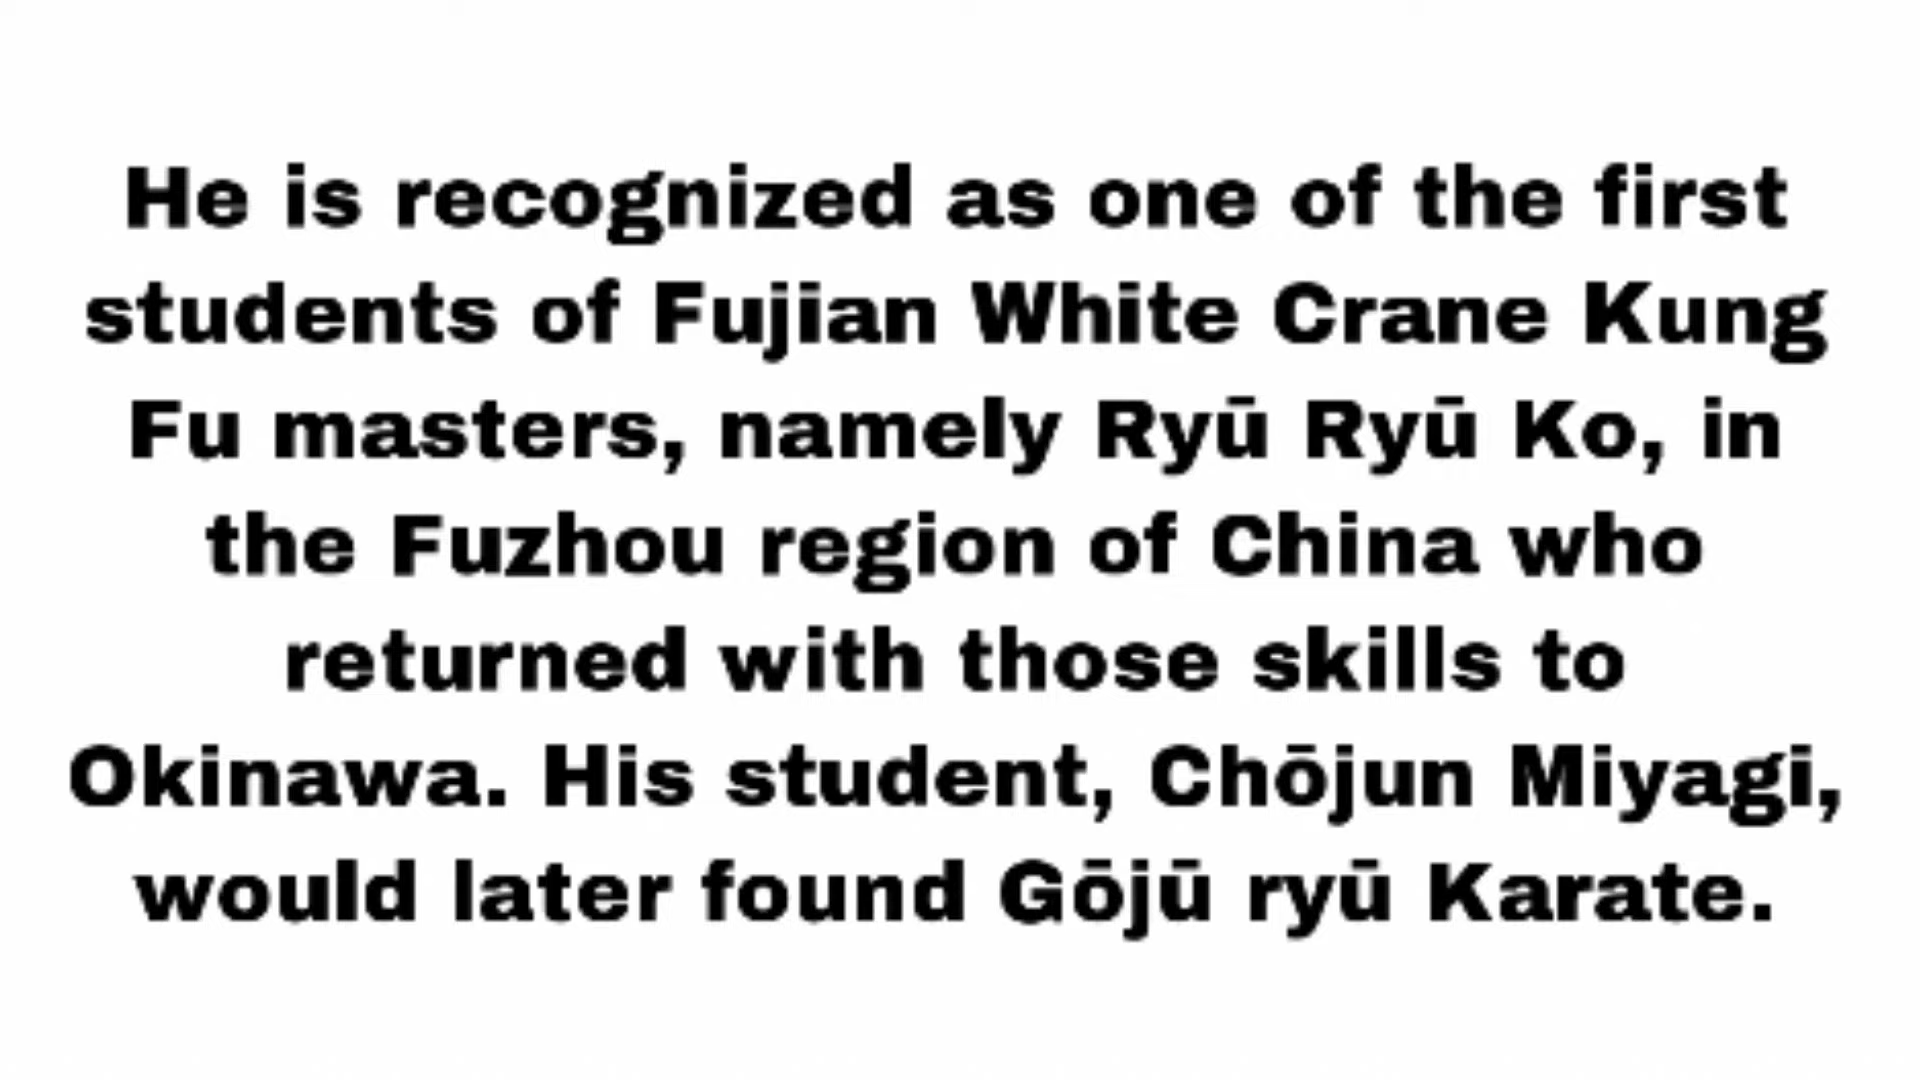 He is recognized as one of the first
students of Fujian White Crane Kung
Fu masters, namely Ryū Ryū Ko, in
the Fuzhou region of China who
returned with those skills to
Okinawa. His student, Chōjun Miyagi,
would later found Gōjū ryū Karate.